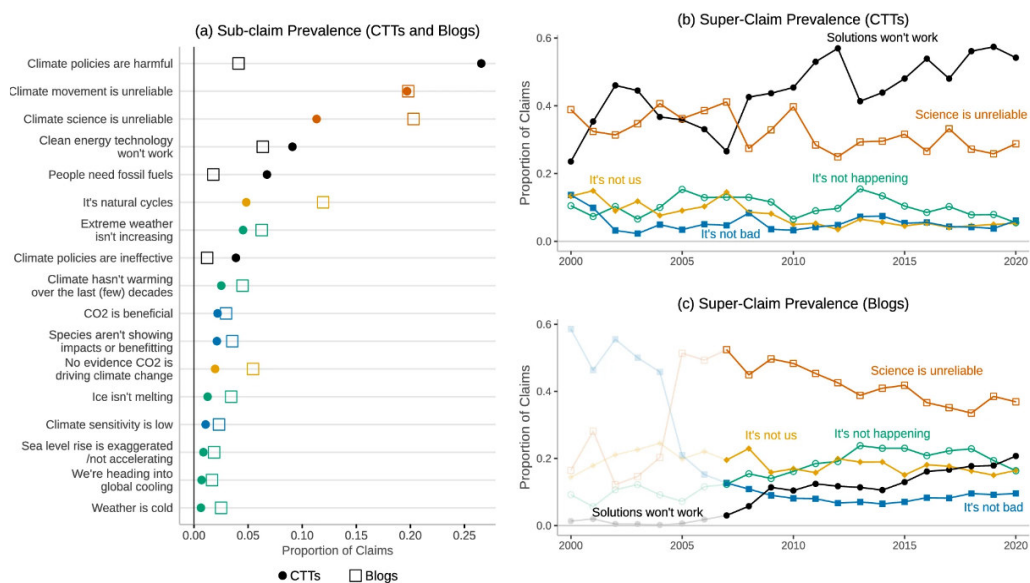 (a) Sub-claim Prevalence (CTTs and Blogs)
Climate policies are harmful
Climate movement is unreliable
Climate science is unreliable
Clean energy technology
won't work
People need fossil fuels
It's natural cycles
Extreme weather
isn't increasing
Climate policies are ineffective
Climate hasn't warming
over the last (few) decades
CO2 is beneficial
Species aren't showing
impacts or benefitting
No evidence CO2 is
driving climate change
Ice isn't melting
Climate sensitivity is low
Sea level rise is exaggerated
/not accelerating
We're heading into
global cooling
Weather is cold
0.00 0.05 0.10 0.15 0.20 0.25
Proportion of Claims
CTTs Blogs
(b) Super-Claim Prevalence (CTTs)
Solutions won't work
Science is unreliable
It's not us
It's not happening
It's not bad
Proportion of Claims
0.6
0.4
0.2
0.0
2000 2005 2010 2015 2020
(c) Super-Claim Prevalence (Blogs)
Science is unreliable
It's not us
It's not happening
Solutions won't work
It's not bad
Proportion of Claims
0.6
0.4
0.2
0.0
2000 2005 2010 2015 2020